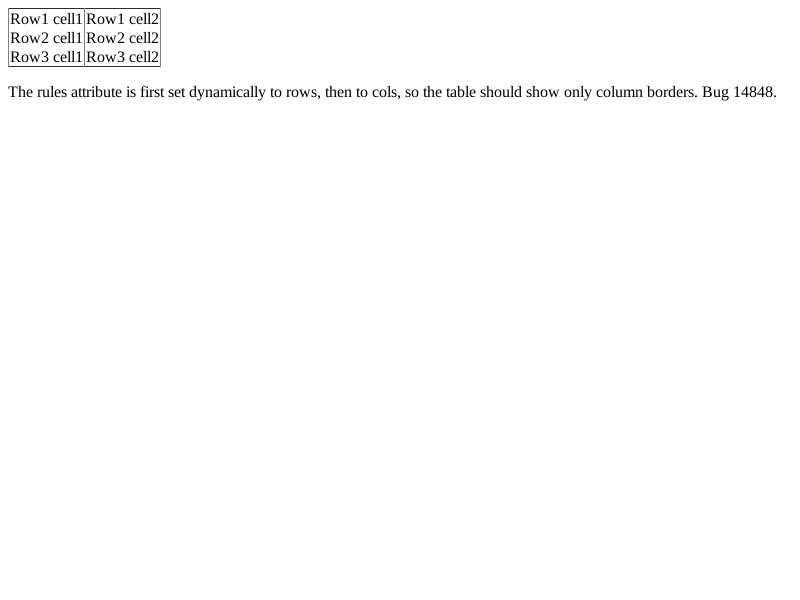 Row1 cell1 Row1 cell2
Row2 cell1 Row2 cell2
Row3 cell1 Row3 cell2
The rules attribute is first set dynamically to rows, then to cols, so the table should show only column borders. Bug 14848.